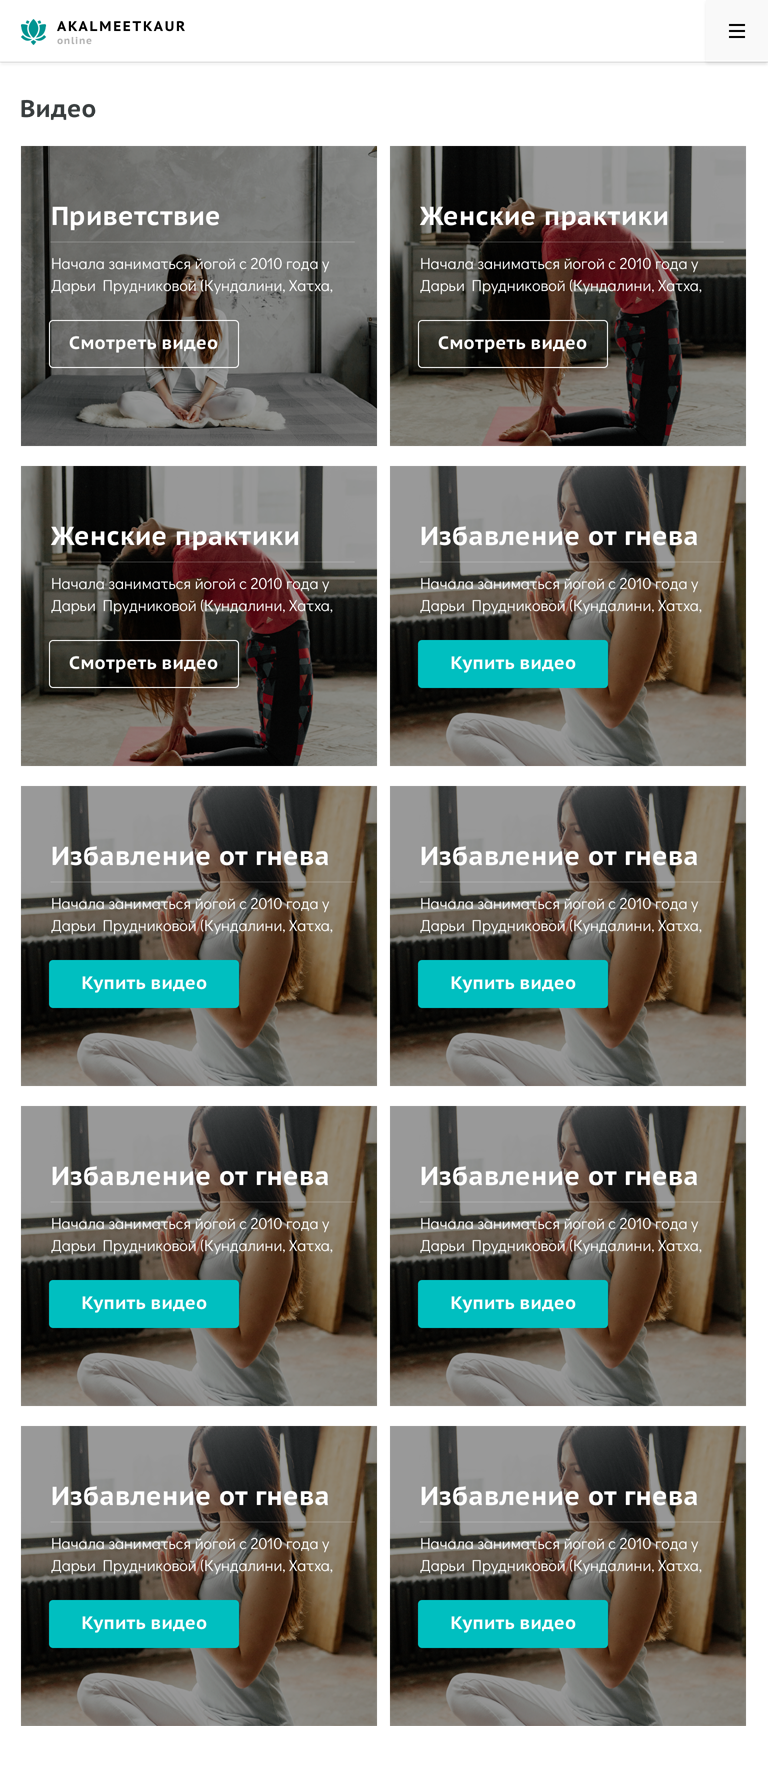 AKALMEETKAUR
online
Видео
Приветствие
Начала заниматься йогой с 2010 года у
Дарьи Прудниковой (Кундалини, Хатха,
Смотреть видео
Женские практики
Начала заниматься йогой с 2010 года у
Дарьи Прудниковой (Кундалини, Хатха,
Смотреть видео
Женские практики
Начала заниматься йогой с 2010 года у
Дарьи Прудниковой (Кундалини, Хатха,
Смотреть видео
Избавление от гнева
Начала заниматься йогой с 2010 года у
Дарьи Прудниковой (Кундалини, Хатха,
Купить видео
Избавление от гнева
Начала заниматься йогой с 2010 года у
Дарьи Прудниковой (Кундалини, Хатха,
Купить видео
Избавление от гнева
Начала заниматься йогой с 2010 года у
Дарьи Прудниковой (Кундалини, Хатха,
Купить видео
Избавление от гнева
Начала заниматься йогой с 2010 года у
Дарьи Прудниковой (Кундалини, Хатха,
Купить видео
Избавление от гнева
Начала заниматься йогой с 2010 года у
Дарьи Прудниковой (Кундалини, Хатха,
Купить видео
Избавление от гнева
Начала заниматься йогой с 2010 года у
Дарьи Прудниковой (Кундалини, Хатха,
Купить видео
Избавление от гнева
Начала заниматься йогой с 2010 года у
Дарьи Прудниковой (Кундалини, Хатха,
Купить видео